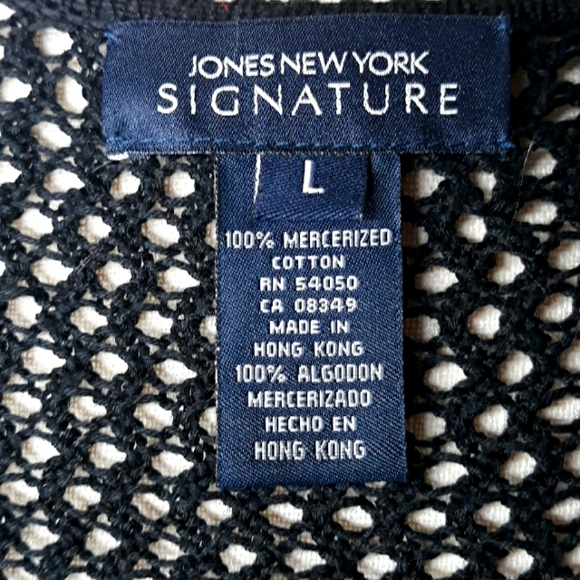 JONES NEW YORK
SIGNATURE
L
100% MERCERIZED
COTTON
RN 54050
CA 08349
MADE IN
HONG KONG
100% ALGODON
MERCERIZADO
HECHO EN
HONG KONG